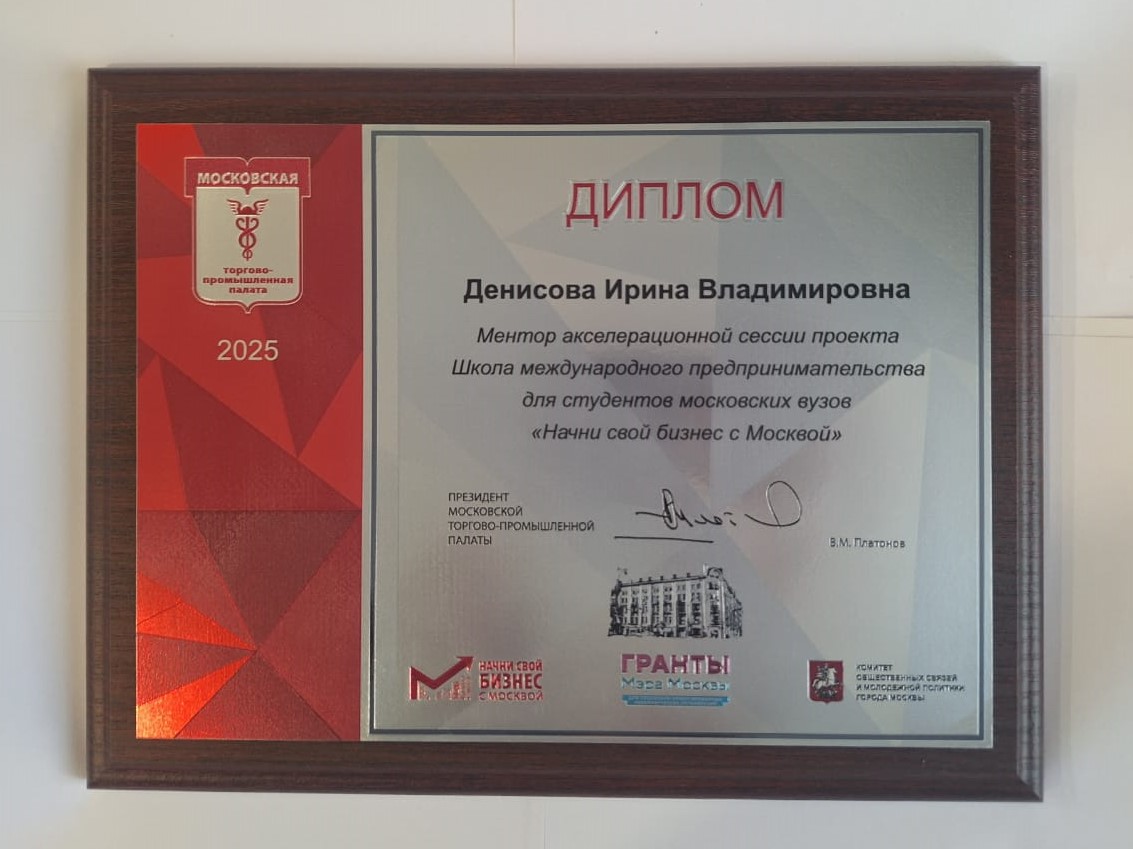 МОСКОВСКАЯ
торгово-
промышленная
палата
2025
ДИПЛОМ
Денисова Ирина Владимировна
Ментор акселерационной сессии проекта
Школа международного предпринимательства
для студентов московских вузов
«Начни свой бизнес с Москвой»
ПРЕЗИДЕНТ
МОСКОВСКОЙ
ТОРГОВО-ПРОМЫШЛЕННОЙ
ПАЛАТЫ
В.М. Платонов
НАЧНИ СВОЙ
БИЗНЕС
С МОСКВОЙ
ГРАНТЫ
Мэра Москвы
КОМИТЕТ
ОБЩЕСТВЕННЫХ СВЯЗЕЙ
И МОЛОДЕЖНОЙ ПОЛИТИКИ
ГОРОДА МОСКВЫ